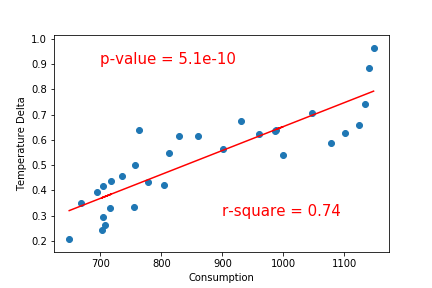 p-value = 5.1e-10
r-square = 0.74
Temperature Delta
1.0
0.9
0.8
0.7
0.6
0.5
0.4
0.3
0.2
700 800 900 1000 1100
Consumption